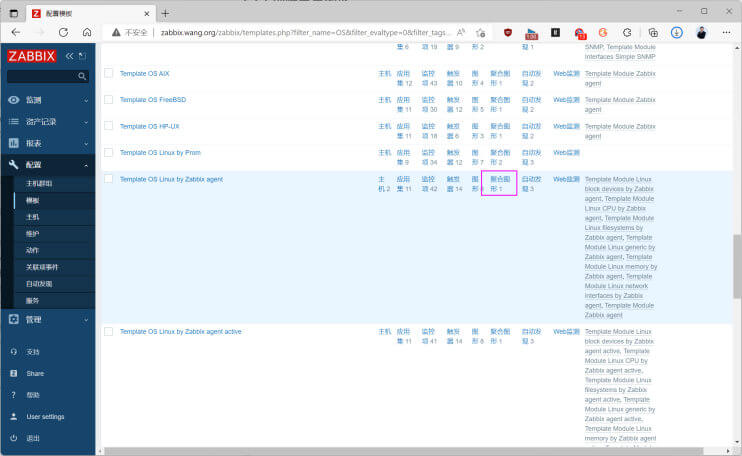 配置模板
不安全 | zabbix.wang.org/zabbix/templates.php?filter_name=OS&filter_evaltype=0&filter_tags...
ZABBIX
监测
资产记录
报表
配置
主机群组
模板
主机
维护
动作
关联项事件
自动发现
服务
管理
支持
Share
帮助
User settings
退出
集 6 项 19 器 9 形 2 现 1 SNMP, Template Module
Interfaces Simple SNMP
Template OS AIX 主机 应用 监控 触发 图 聚合图 自动发 Web监测 Template Module Zabbix
集 12 项 43 器 10 形 4 形 1 现 2 agent
Template OS FreeBSD 主机 应用 监控 触发 图 聚合图 自动发 Web监测 Template Module Zabbix
集 11 项 30 器 12 形 5 形 1 现 2 agent
Template OS HP-UX 主机 应用 监控 触发 图 聚合图 自动发 Web监测 Template Module Zabbix
集 11 项 18 器 6 形 3 形 1 现 2 agent
Template OS Linux by Prom 主机 应用 监控 触发 图 聚合图 自动发 Web监测
集 9 项 34 器 12 形 7 形 2 现 3
Template OS Linux by Zabbix agent 主 应用 监控 触发 图 聚合图 自动发 Web监测 Template Module Linux
机 2 集 11 项 42 器 14 形 8 形 1 现 3 block devices by Zabbix
agent, Template Module
Linux CPU by Zabbix
agent, Template Module
Linux filesystems by
Zabbix agent, Template
Module Linux generic by
Zabbix agent, Template
Module Linux memory by
Zabbix agent, Template
Module Linux network
interfaces by Zabbix
agent, Template Module
Zabbix agent
Template OS Linux by Zabbix agent active 主机 应用 监控 触发 图 聚合图 自动发 Web监测 Template Module Linux
集 11 项 41 器 14 形 8 形 1 现 3 block devices by Zabbix
agent active, Template
Module Linux CPU by
Zabbix agent active,
Template Module Linux
filesystems by Zabbix
agent active, Template
Module Linux generic by
Zabbix agent active,
Template Module Linux
memory by Zabbix agent
active, Template Module